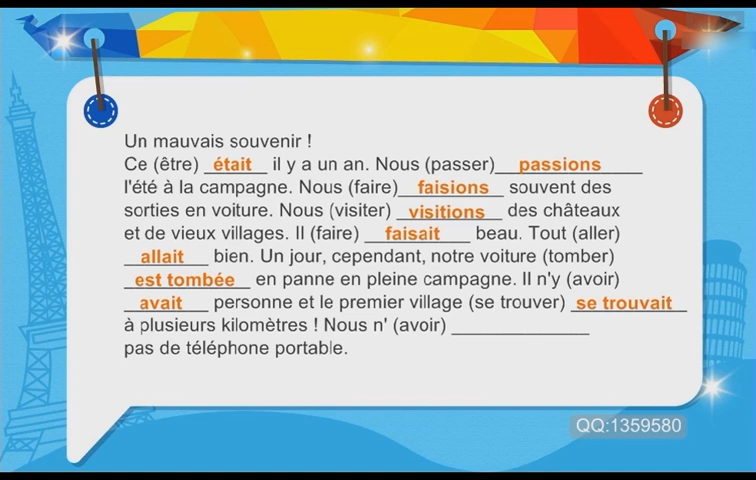 Un mauvais souvenir !
Ce (être) était il y a un an. Nous (passer) passions
l'été à la campagne. Nous (faire) faisions souvent des
sorties en voiture. Nous (visiter) visitions des châteaux
et de vieux villages. Il (faire) faisait beau. Tout (aller)
allait bien. Un jour, cependant, notre voiture (tomber)
est tombée en panne en pleine campagne. Il n'y (avoir)
avait personne et le premier village (se trouver) se trouvait
à plusieurs kilomètres ! Nous n' (avoir) ______________
pas de téléphone portable.
QQ:1359580